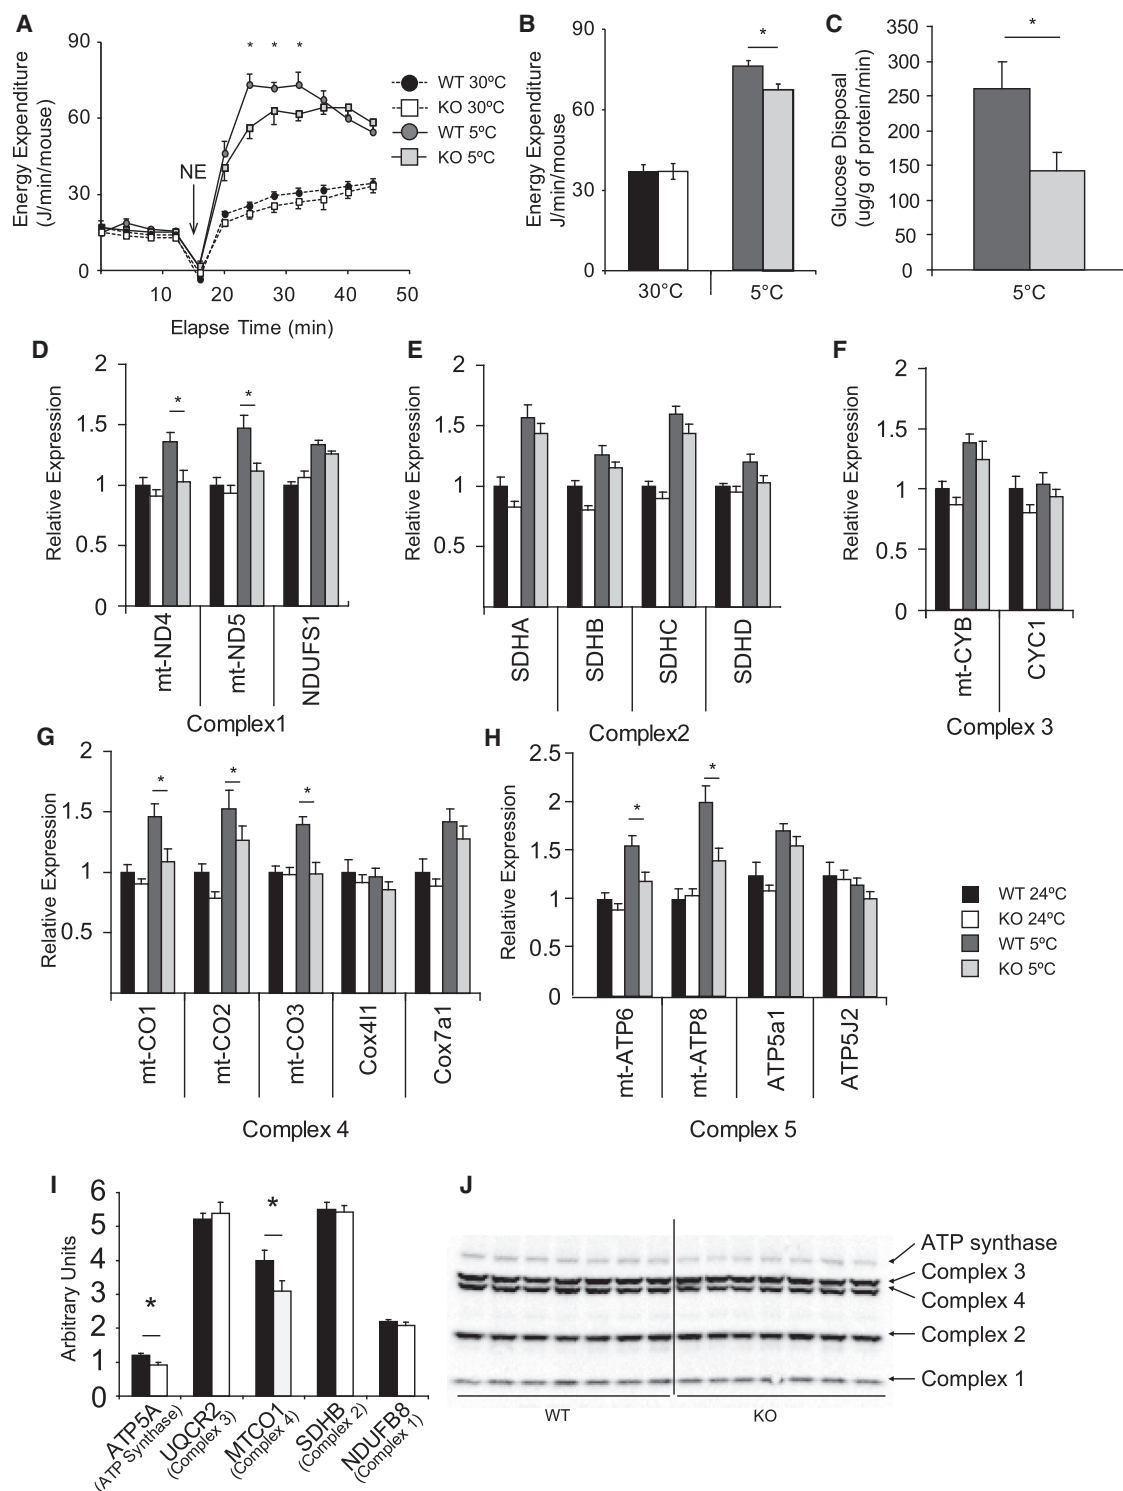 A
Energy Expenditure
(J/min/mouse)
90
60
30
0
10
20
30
40
50
Elapse Time (min)
NE
* * *
WT 30ºC
KO 30ºC
WT 5ºC
KO 5ºC
B
Energy Expenditure
J/min/mouse
90
60
30
0
*
30°C
5°C
C
Glucose Disposal
(ug/g of protein/min)
350
300
250
200
150
100
50
0
*
5°C
D
Relative Expression
2
1.5
1
0.5
0
*
*
mt-ND4
mt-ND5
NDUFS1
Complex1
E
Relative Expression
2
1.5
1
0.5
SDHA
SDHB
SDHC
SDHD
Complex2
F
Relative Expression
2
1.5
1
0.5
0
mt-CYB
CYC1
Complex 3
G
Relative Expression
2
1.5
1
0.5
*
*
*
mt-CO1
mt-CO2
mt-CO3
Cox4l1
Cox7a1
Complex 4
H
Relative Expression
2.5
2
1.5
1
0.5
0
*
*
mt-ATP6
mt-ATP8
ATP5a1
ATP5J2
Complex 5
WT 24ºC
KO 24ºC
WT 5ºC
KO 5ºC
I
Arbitrary Units
6
5
4
3
2
1
0
*
*
ATP5A
(ATP Synthase)
UQCR2
(Complex 3)
MTCO1
(Complex 4)
SDHB
(Complex 2)
NDUFB8
(Complex 1)
J
ATP synthase
Complex 3
Complex 4
Complex 2
Complex 1
WT
KO